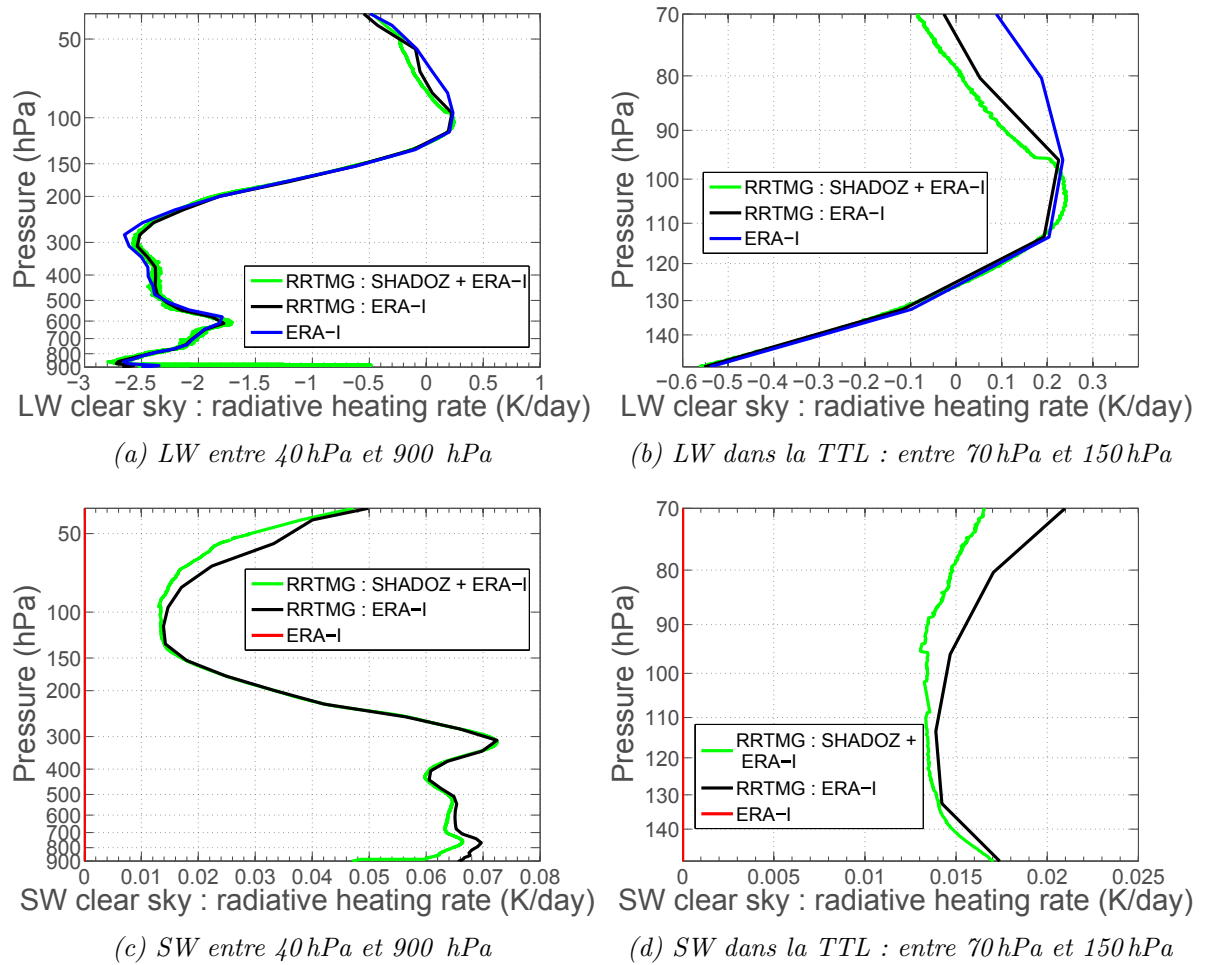 50
100
150
200
300
400
500
600
700
800
900
Pressure (hPa)
RRTMG : SHADOZ + ERA−I
RRTMG : ERA−I
ERA−I
−3 −2.5 −2 −1.5 −1 −0.5 0 0.5 1
LW clear sky : radiative heating rate (K/day)
(a) LW entre 40 hPa et 900 hPa
70
80
90
100
110
120
130
140
Pressure (hPa)
RRTMG : SHADOZ + ERA−I
RRTMG : ERA−I
ERA−I
−0.6 −0.5 −0.4 −0.3 −0.2 −0.1 0 0.1 0.2 0.3
LW clear sky : radiative heating rate (K/day)
(b) LW dans la TTL : entre 70 hPa et 150 hPa
50
100
150
200
300
400
500
600
700
800
900
Pressure (hPa)
RRTMG : SHADOZ + ERA−I
RRTMG : ERA−I
ERA−I
0 0.01 0.02 0.03 0.04 0.05 0.06 0.07 0.08
SW clear sky : radiative heating rate (K/day)
(c) SW entre 40 hPa et 900 hPa
70
80
90
100
110
120
130
140
Pressure (hPa)
RRTMG : SHADOZ +
ERA−I
RRTMG : ERA−I
ERA−I
0 0.005 0.01 0.015 0.02 0.025
SW clear sky : radiative heating rate (K/day)
(d) SW dans la TTL : entre 70 hPa et 150 hPa